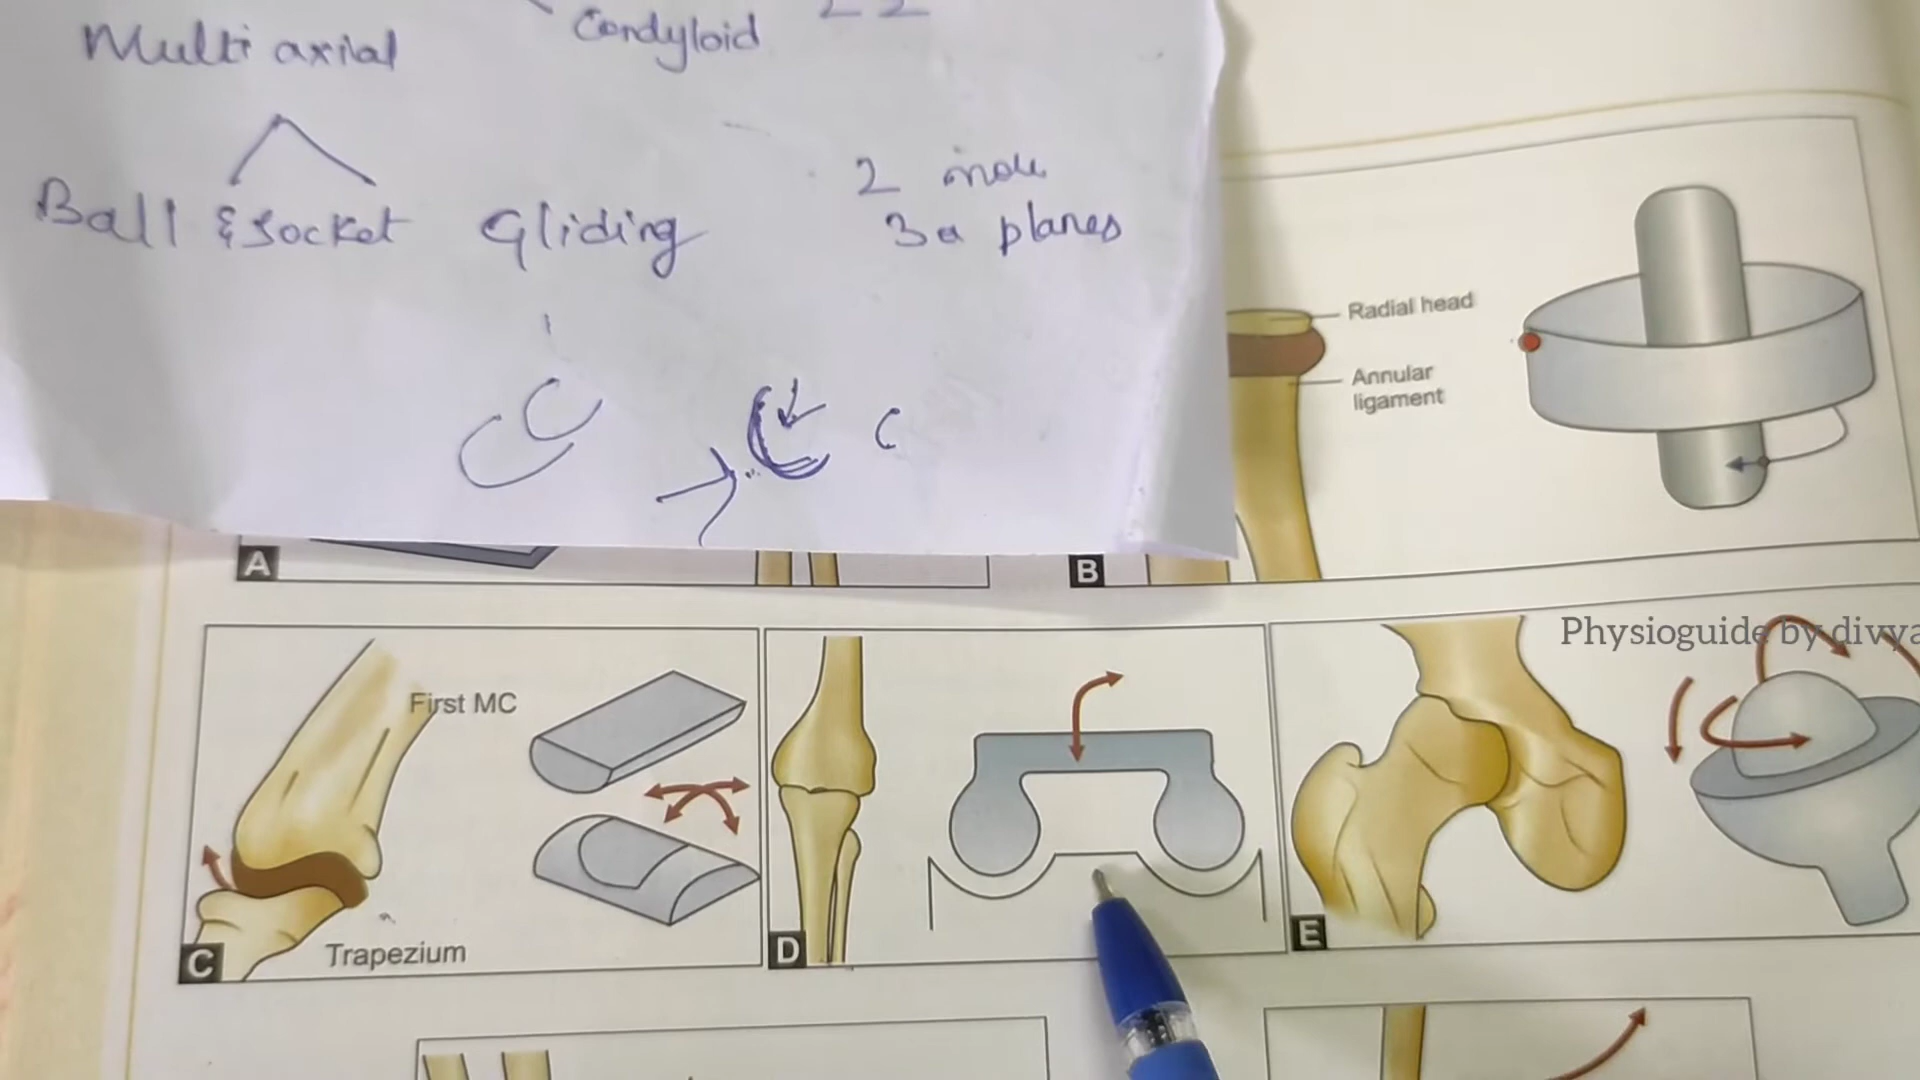 Condyloid
Multi axial
2
Ball & Socket Gliding
3 planes
Radial head
Annular
ligament
A
B
Physioguide by divya
First MC
Trapezium
C
D
E